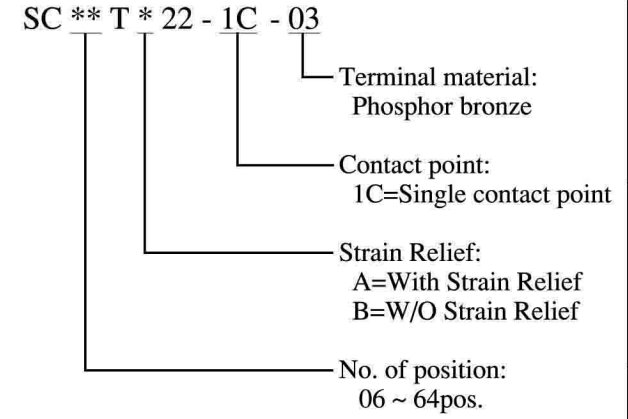 SC ** T * 22 - 1C - 03
Terminal material:
Phosphor bronze
Contact point:
1C=Single contact point
Strain Relief:
A=With Strain Relief
B=W/O Strain Relief
No. of position:
06 ~ 64pos.